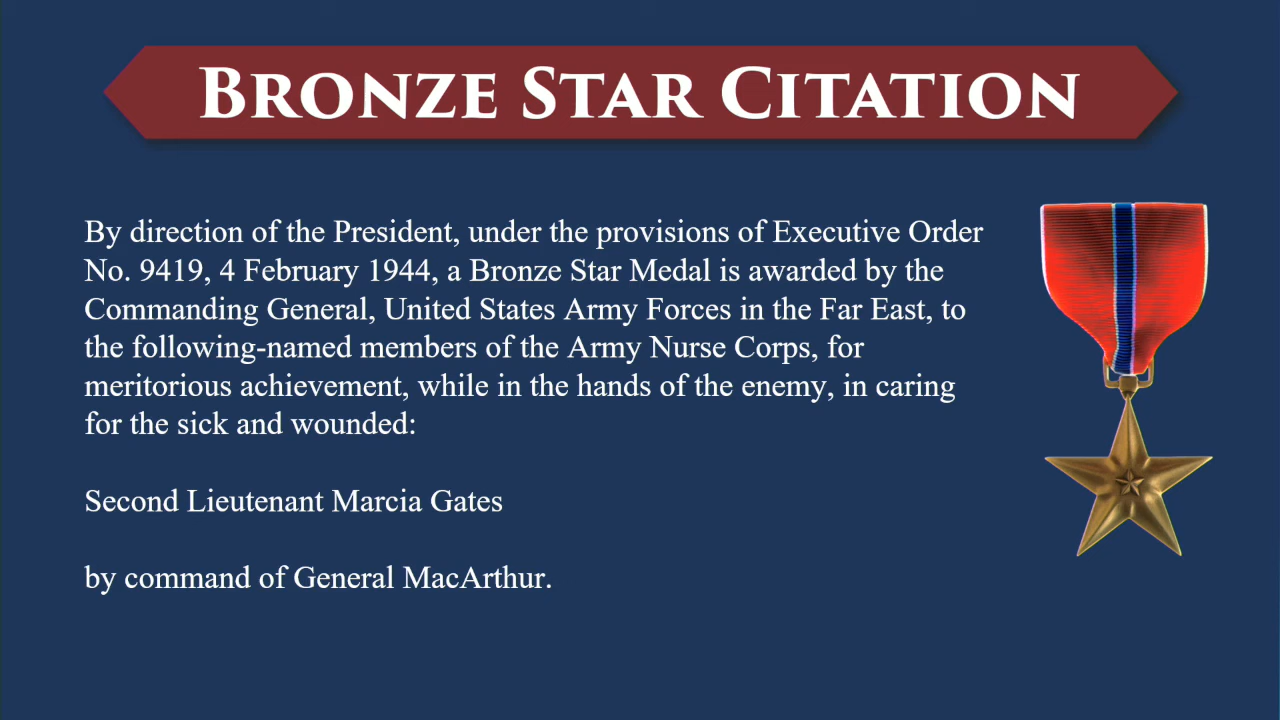 BRONZE STAR CITATION
By direction of the President, under the provisions of Executive Order
No. 9419, 4 February 1944, a Bronze Star Medal is awarded by the
Commanding General, United States Army Forces in the Far East, to
the following-named members of the Army Nurse Corps, for
meritorious achievement, while in the hands of the enemy, in caring
for the sick and wounded:
Second Lieutenant Marcia Gates
by command of General MacArthur.